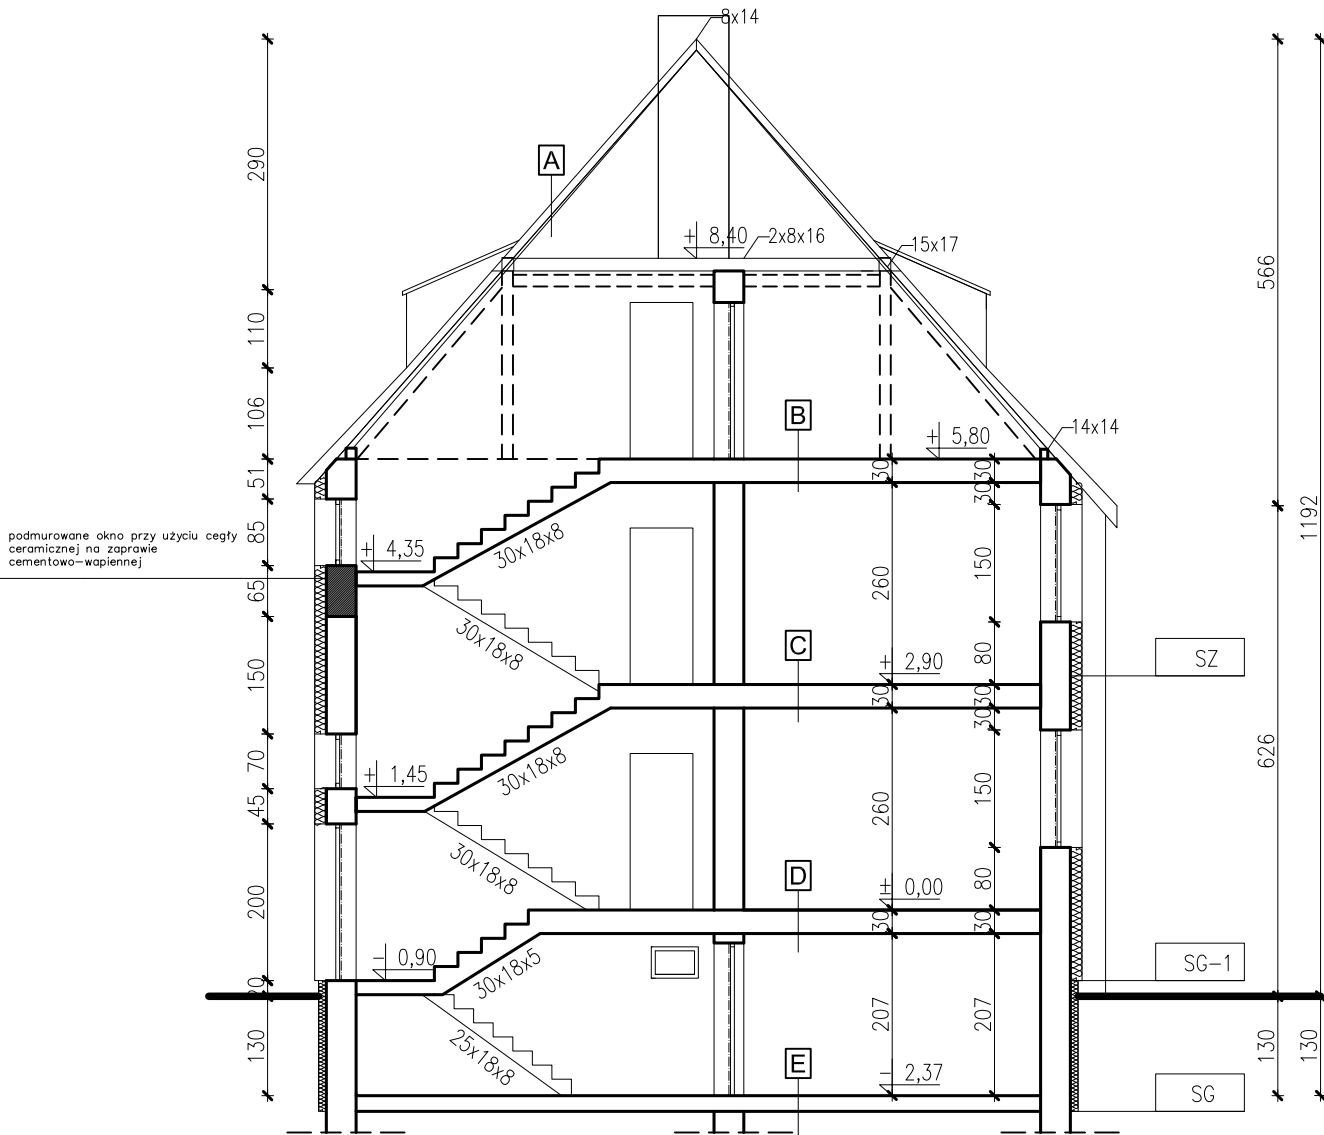 8x14
A
290
+ 8,40
2x8x16
15x17
566
110
106
B
+ 5,80
14x14
51
30
30
30
1192
podmurowane okno przy użyciu cegły
ceramicznej na zaprawie
cementowo-wapiennej
85
+ 4,35
30x18x8
260
150
65
30x18x8
150
C
+ 2,90
80
SZ
30
30
30
70
+ 1,45
30x18x8
626
45
260
150
30x18x8
200
D
± 0,00
80
30
30
- 0,90
30x18x5
SG-1
20
207
207
130
25x18x8
E
- 2,37
130
130
SG